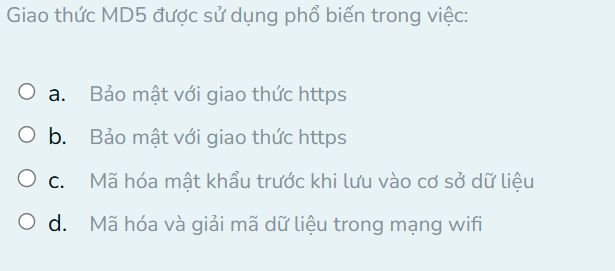 Giao thức MD5 được sử dụng phổ biến trong việc:
a. Bảo mật với giao thức https
b. Bảo mật với giao thức https
c. Mã hóa mật khẩu trước khi lưu vào cơ sở dữ liệu
d. Mã hóa và giải mã dữ liệu trong mạng wifi